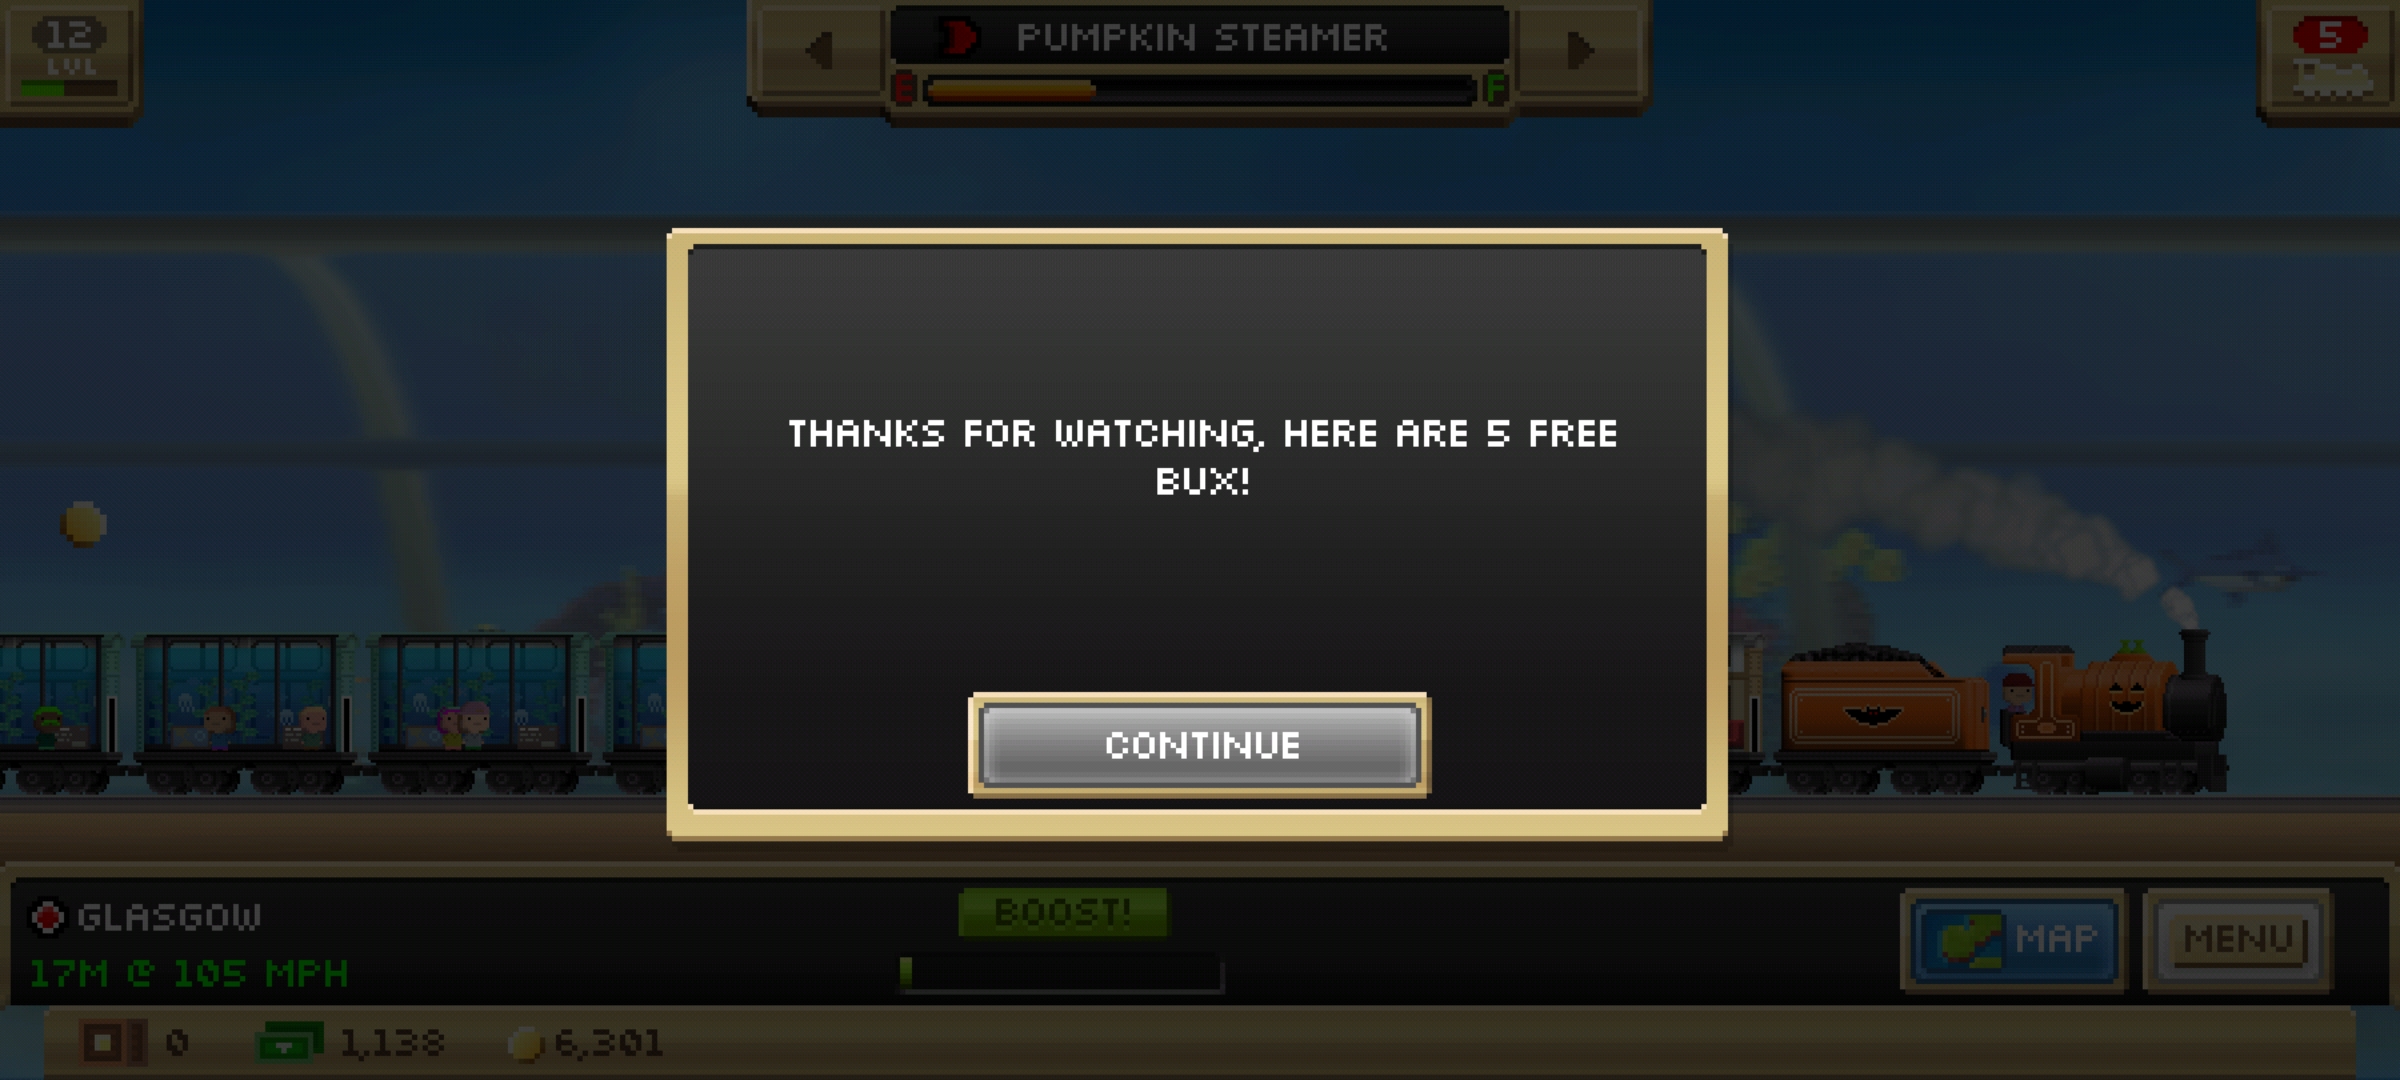 12
LVL
PUMPKIN STEAMER
E F
5
THANKS FOR WATCHING, HERE ARE 5 FREE
BUX!
CONTINUE
GLASGOW
17M @ 105 MPH
BOOST!
MAP
MENU
0 1,138 6,301